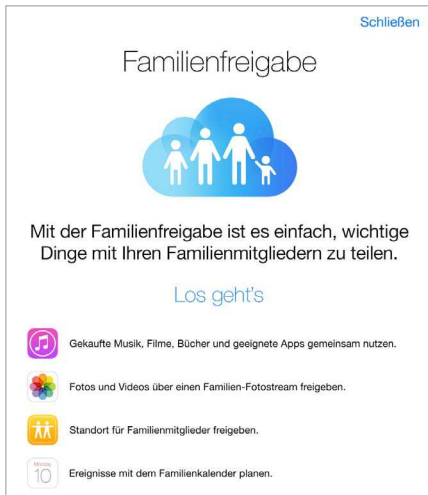 Schließen
Familienfreigabe
Mit der Familienfreigabe ist es einfach, wichtige
Dinge mit Ihren Familienmitgliedern zu teilen.
Los geht's
Gekaufte Musik, Filme, Bücher und geeignete Apps gemeinsam nutzen.
Fotos und Videos über einen Familien-Fotostream freigeben.
Standort für Familienmitglieder freigeben.
Montag
10
Ereignisse mit dem Familienkalender planen.